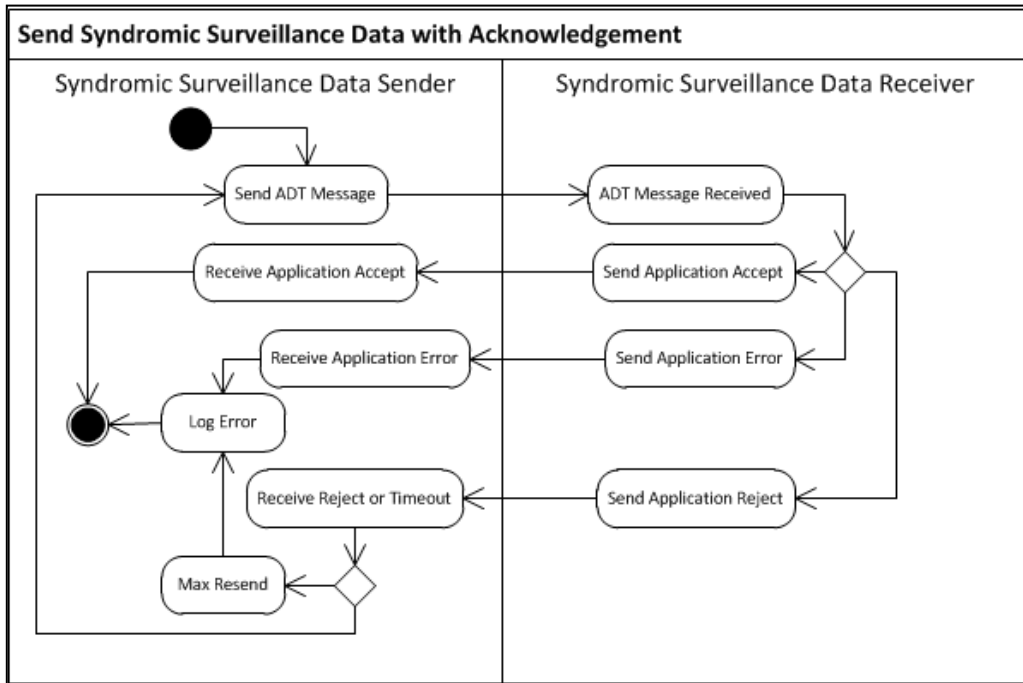 Send Syndromic Surveillance Data with Acknowledgement
Syndromic Surveillance Data Sender
Syndromic Surveillance Data Receiver
Send ADT Message
ADT Message Received
Receive Application Accept
Send Application Accept
Receive Application Error
Send Application Error
Log Error
Receive Reject or Timeout
Send Application Reject
Max Resend